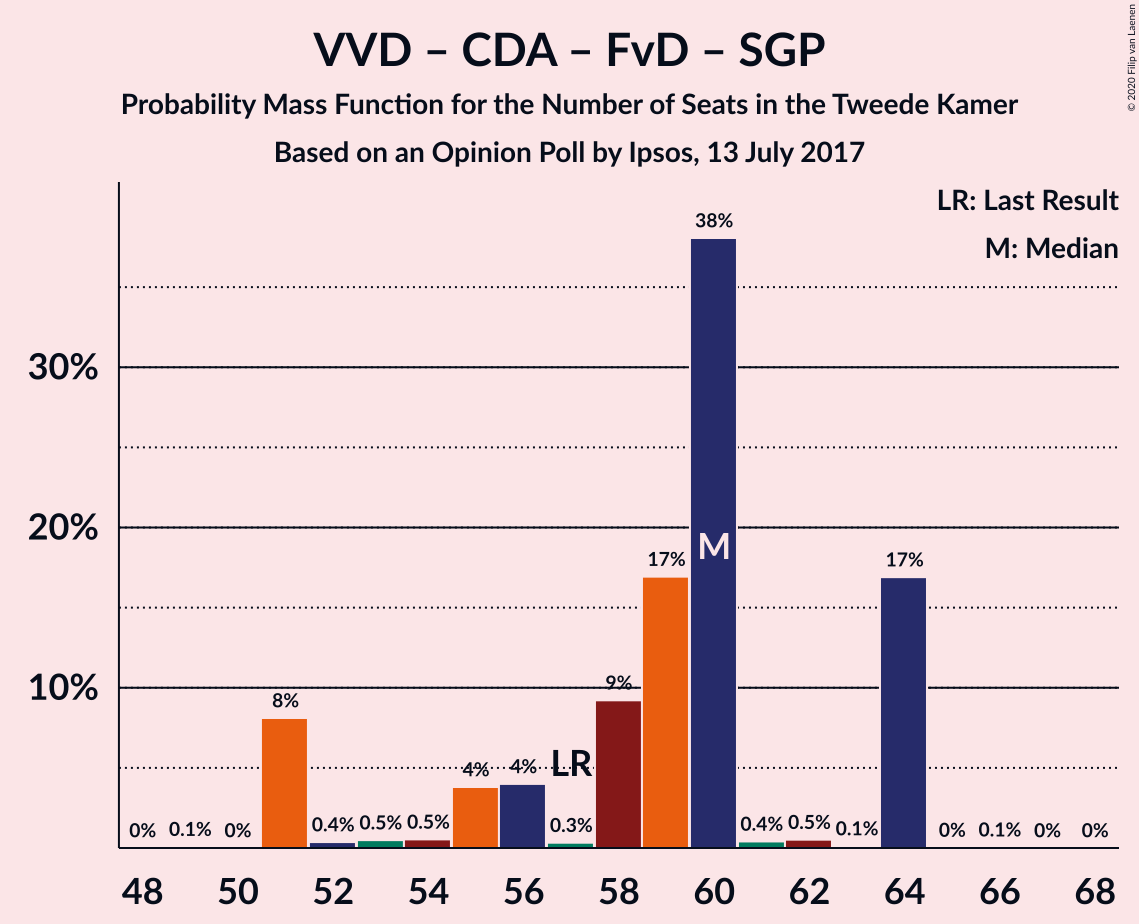 VVD – CDA – FvD – SGP
Probability Mass Function for the Number of Seats in the Tweede Kamer
Based on an Opinion Poll by Ipsos, 13 July 2017
© 2020 Filip van Laenen
LR: Last Result
M: Median
30%
20%
10%
0%
0.1%
0%
8%
0.4%
0.5%
0.5%
4%
4%
LR
0.3%
9%
17%
38%
M
0.4%
0.5%
0.1%
17%
0%
0.1%
0%
0%
48 50 52 54 56 58 60 62 64 66 68